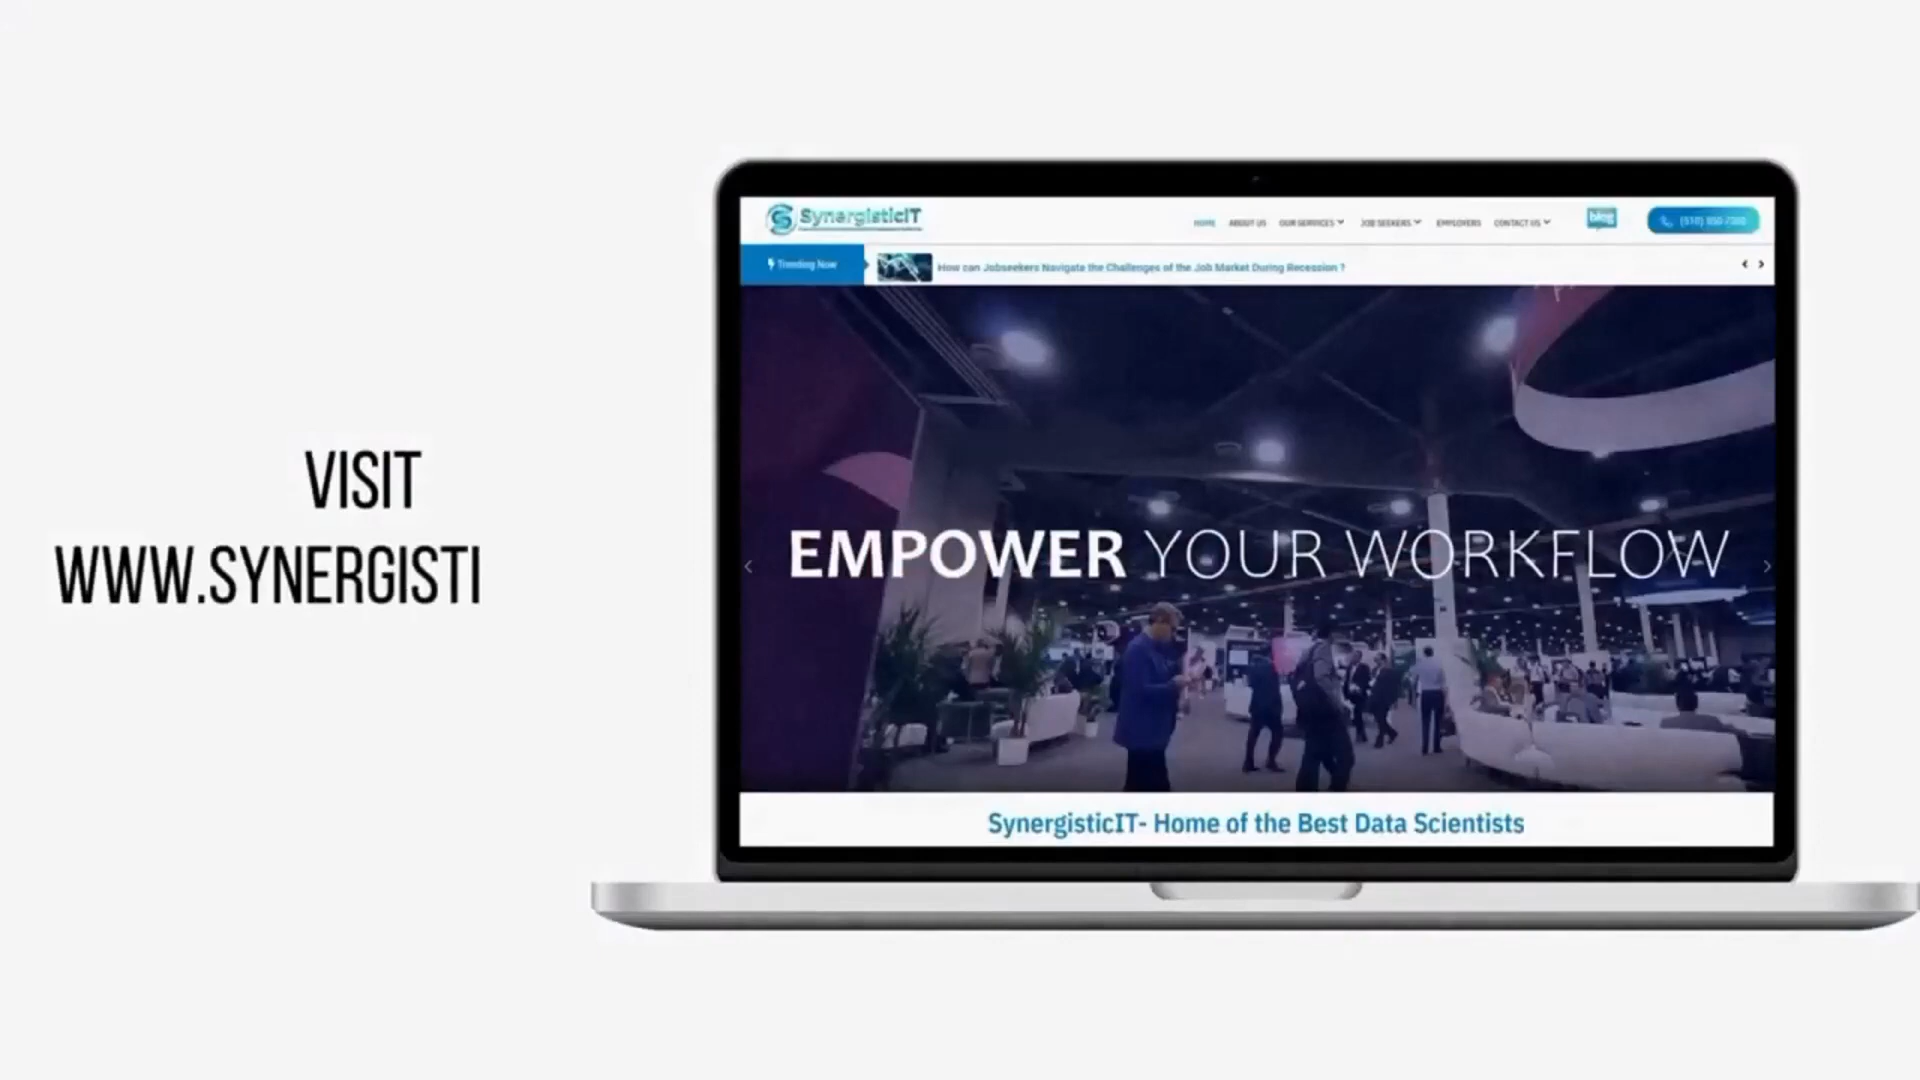 VISIT
WWW.SYNERGISTI
SynergisticIT
HOME ABOUT US OUR SERVICES JOB SEEKERS EMPLOYERS CONTACT US blog
Trending Now
How can Jobseekers Navigate the Challenges of the Job Market During Recession ?
EMPOWER YOUR WORKFLOW
SynergisticIT- Home of the Best Data Scientists